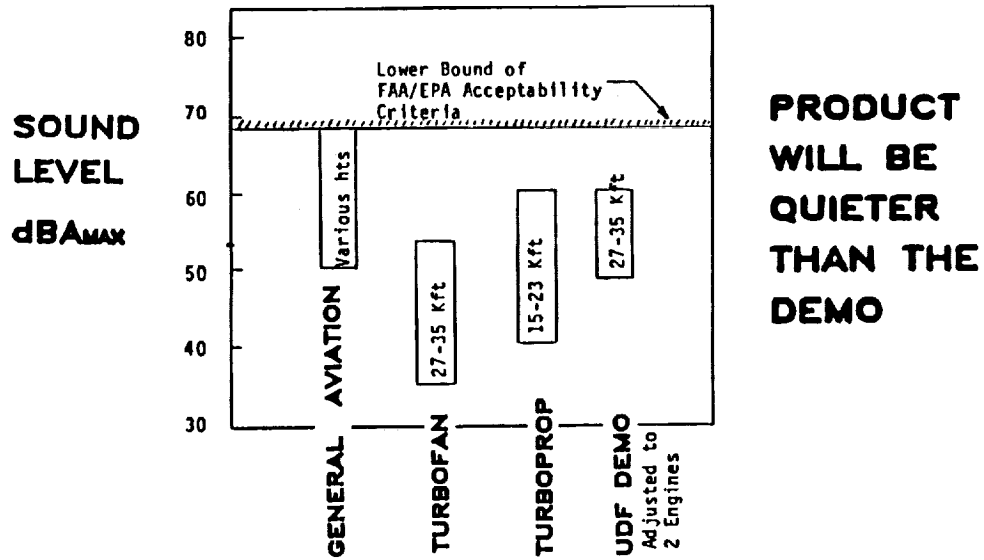 SOUND
LEVEL
dBAMAX
80
70
60
50
40
30
Lower Bound of
FAA/EPA Acceptability
Criteria
Various hts
27-35 Kft
15-23 Kft
27-35 Kft
GENERAL AVIATION
TURBOFAN
TURBOPROP
UDF DEMO
Adjusted to
2 Engines
PRODUCT
WILL BE
QUIETER
THAN THE
DEMO